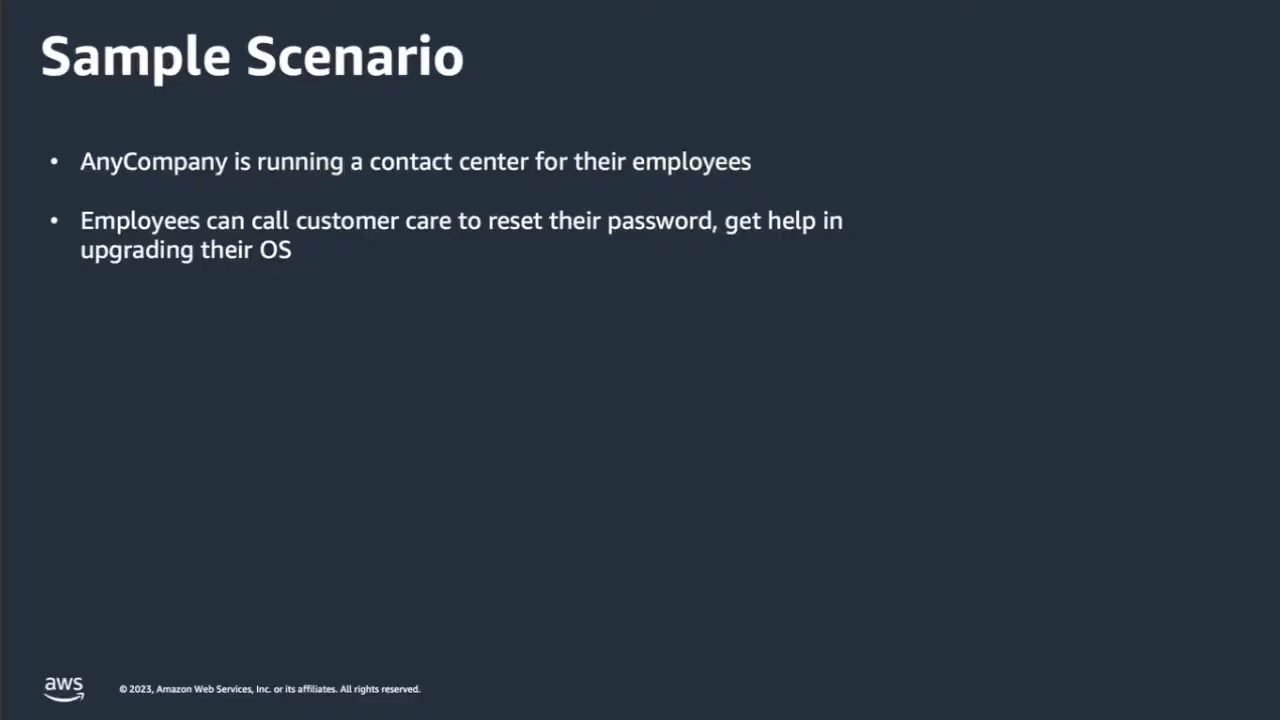 Sample Scenario
• AnyCompany is running a contact center for their employees
• Employees can call customer care to reset their password, get help in
upgrading their OS
aws
© 2023, Amazon Web Services, Inc. or its affiliates. All rights reserved.